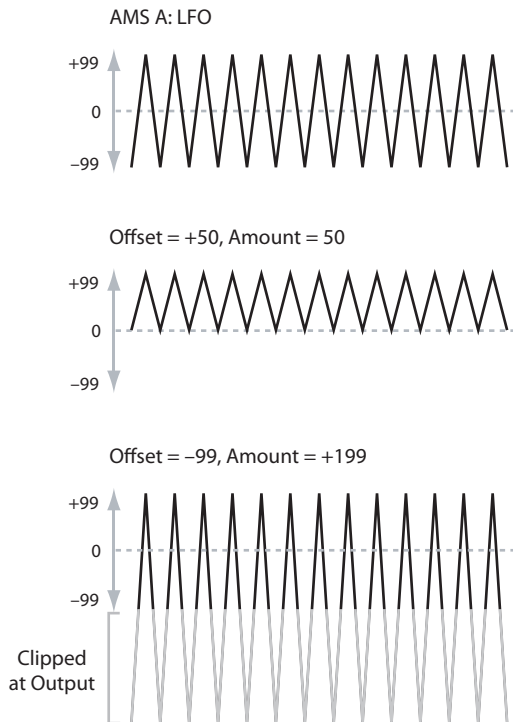 AMS A: LFO
+99
0
–99
Offset = +50, Amount = 50
+99
0
–99
Offset = –99, Amount = +199
+99
0
–99
Clipped
at Output